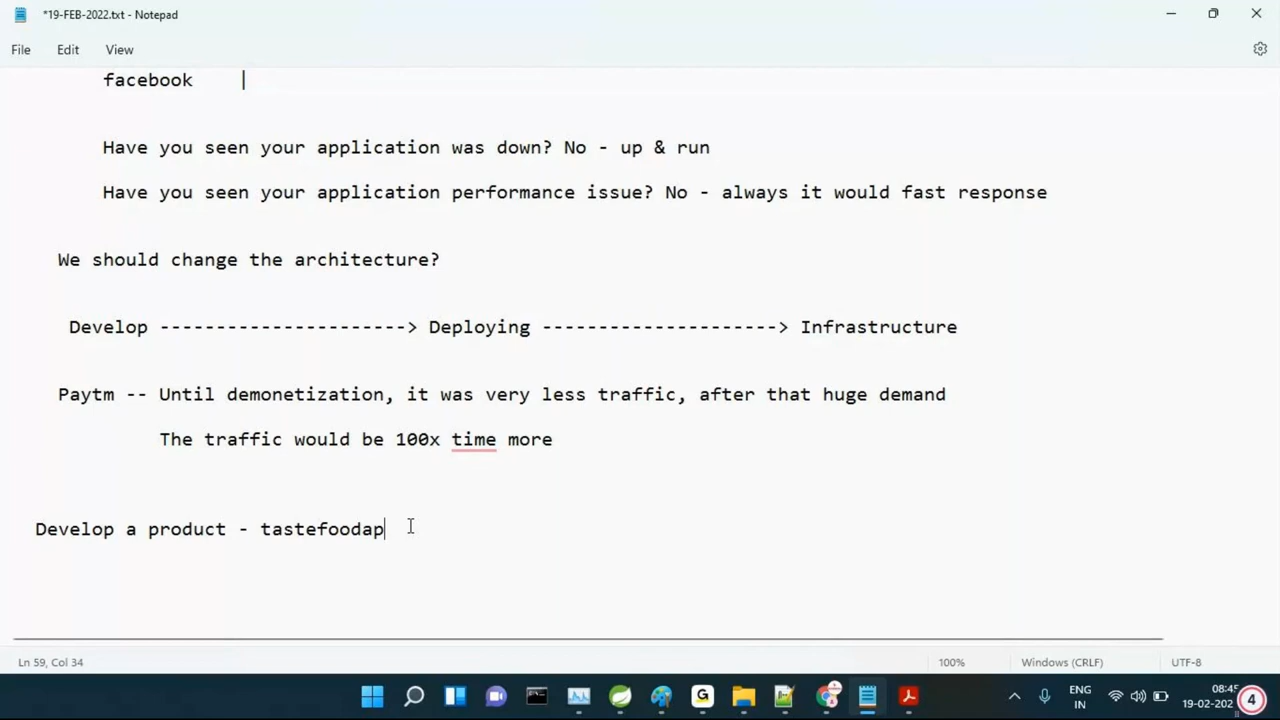 *19-FEB-2022.txt - Notepad
File Edit View
facebook |
Have you seen your application was down? No - up & run
Have you seen your application performance issue? No - always it would fast response
We should change the architecture?
Develop ----------------------> Deploying ---------------------> Infrastructure
Paytm -- Until demonetization, it was very less traffic, after that huge demand
The traffic would be 100x time more
Develop a product - tastefoodap
Ln 59, Col 34 100% Windows (CRLF) UTF-8
G
ENG
IN
08:45
19-02-202
4